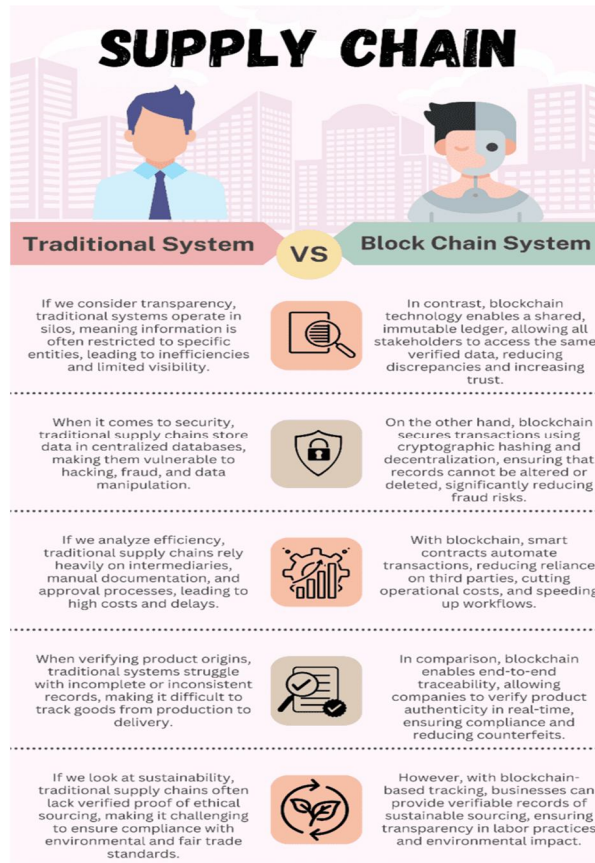 SUPPLY CHAIN
Traditional System
VS
Block Chain System
If we consider transparency,
traditional systems operate in
silos, meaning information is
often restricted to specific
entities, leading to inefficiencies
and limited visibility.
In contrast, blockchain
technology enables a shared,
immutable ledger, allowing all
stakeholders to access the same
verified data, reducing
discrepancies and increasing
trust.
When it comes to security,
traditional supply chains store
data in centralized databases,
making them vulnerable to
hacking, fraud, and data
manipulation.
On the other hand, blockchain
secures transactions using
cryptographic hashing and
decentralization, ensuring that
records cannot be altered or
deleted, significantly reducing
fraud risks.
If we analyze efficiency,
traditional supply chains rely
heavily on intermediaries,
manual documentation, and
approval processes, leading to
high costs and delays.
With blockchain, smart
contracts automate
transactions, reducing reliance
on third parties, cutting
operational costs, and speeding
up workflows.
When verifying product origins,
traditional systems struggle
with incomplete or inconsistent
records, making it difficult to
track goods from production to
delivery.
In comparison, blockchain
enables end-to-end
traceability, allowing
companies to verify product
authenticity in real-time,
ensuring compliance and
reducing counterfeits.
If we look at sustainability,
traditional supply chains often
lack verified proof of ethical
sourcing, making it challenging
to ensure compliance with
environmental and fair trade
standards.
However, with blockchain-
based tracking, businesses can
provide verifiable records of
sustainable sourcing, ensuring
transparency in labor practices
and environmental impact.